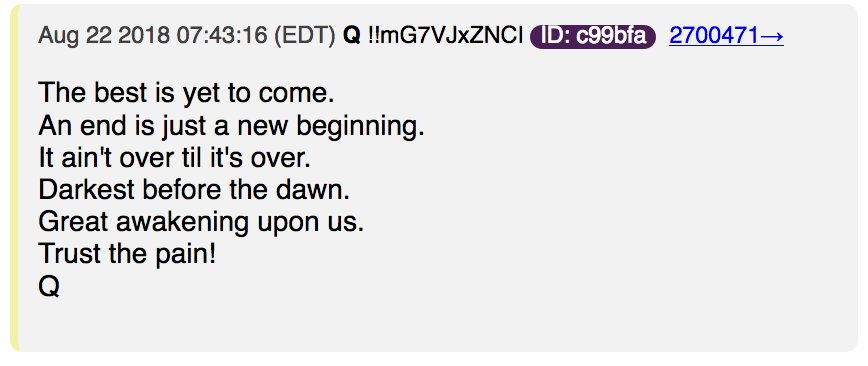 Aug 22 2018 07:43:16 (EDT) Q !!mG7VJxZNCI ID: c99bfa 2700471→
The best is yet to come.
An end is just a new beginning.
It ain't over til it's over.
Darkest before the dawn.
Great awakening upon us.
Trust the pain!
Q